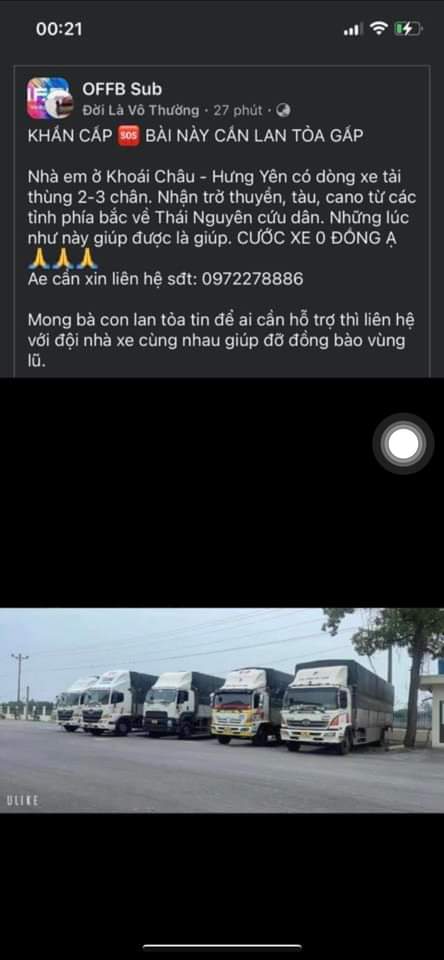 00:21
OFFB Sub
Đời Là Vô Thường · 27 phút ·
KHẨN CẤP SOS BÀI NÀY CẦN LAN TỎA GẤP
Nhà em ở Khoái Châu - Hưng Yên có dòng xe tải
thùng 2-3 chân. Nhận trở thuyền, tàu, cano từ các
tỉnh phía bắc về Thái Nguyên cứu dân. Những lúc
như này giúp được là giúp. CƯỚC XE 0 ĐỒNG Ạ
Ae cần xin liên hệ sđt: 0972278886
Mong bà con lan tỏa tin để ai cần hỗ trợ thì liên hệ
với đội nhà xe cùng nhau giúp đỡ đồng bào vùng
lũ.
ULIKE